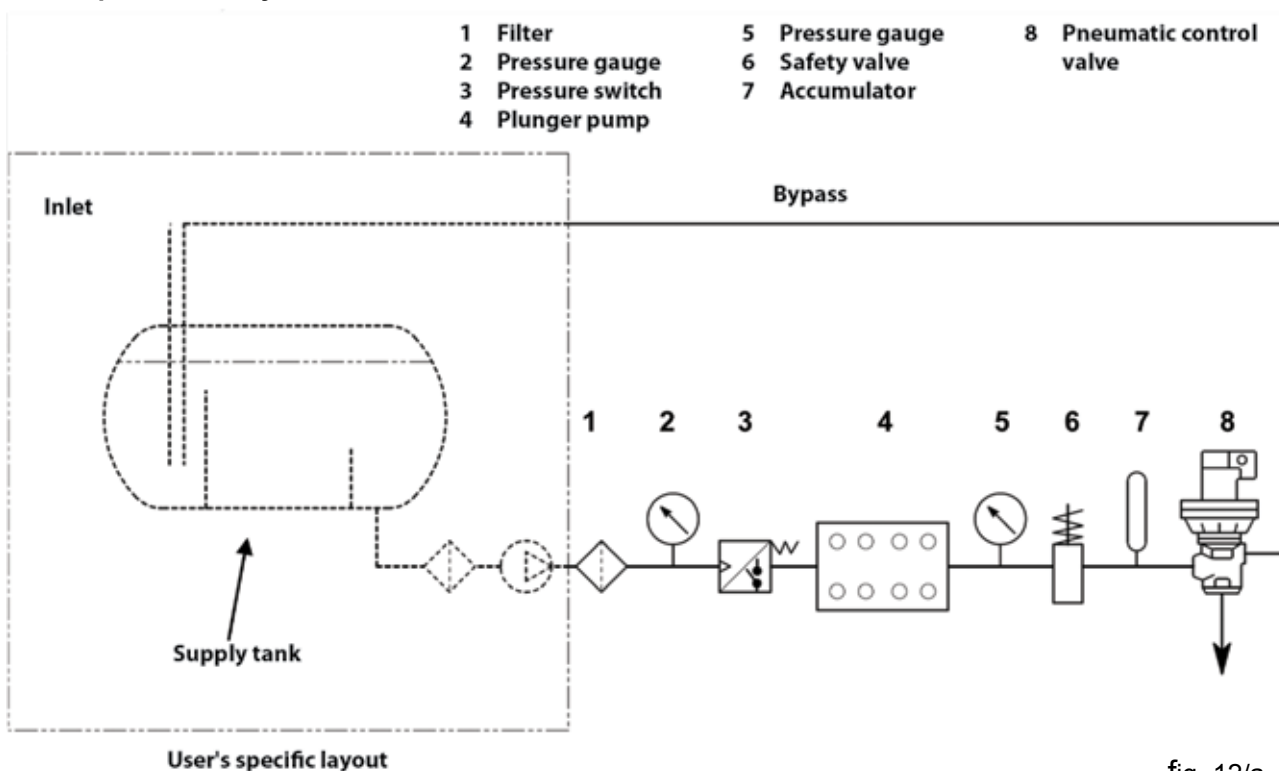 1 Filter
2 Pressure gauge
3 Pressure switch
4 Plunger pump
5 Pressure gauge
6 Safety valve
7 Accumulator
8 Pneumatic control
valve
Inlet
Bypass
1 2 3 4 5 6 7 8
Supply tank
User's specific layout